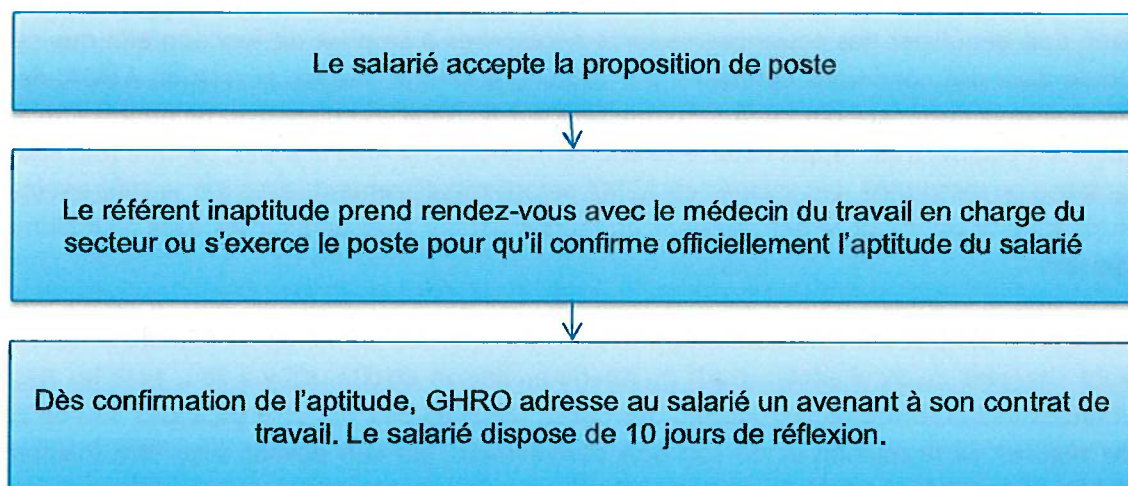 Le salarié accepte la proposition de poste
Le référent inaptitude prend rendez-vous avec le médecin du travail en charge du
secteur ou s'exerce le poste pour qu'il confirme officiellement l'aptitude du salarié
Dès confirmation de l'aptitude, GHRO adresse au salarié un avenant à son contrat de
travail. Le salarié dispose de 10 jours de réflexion.